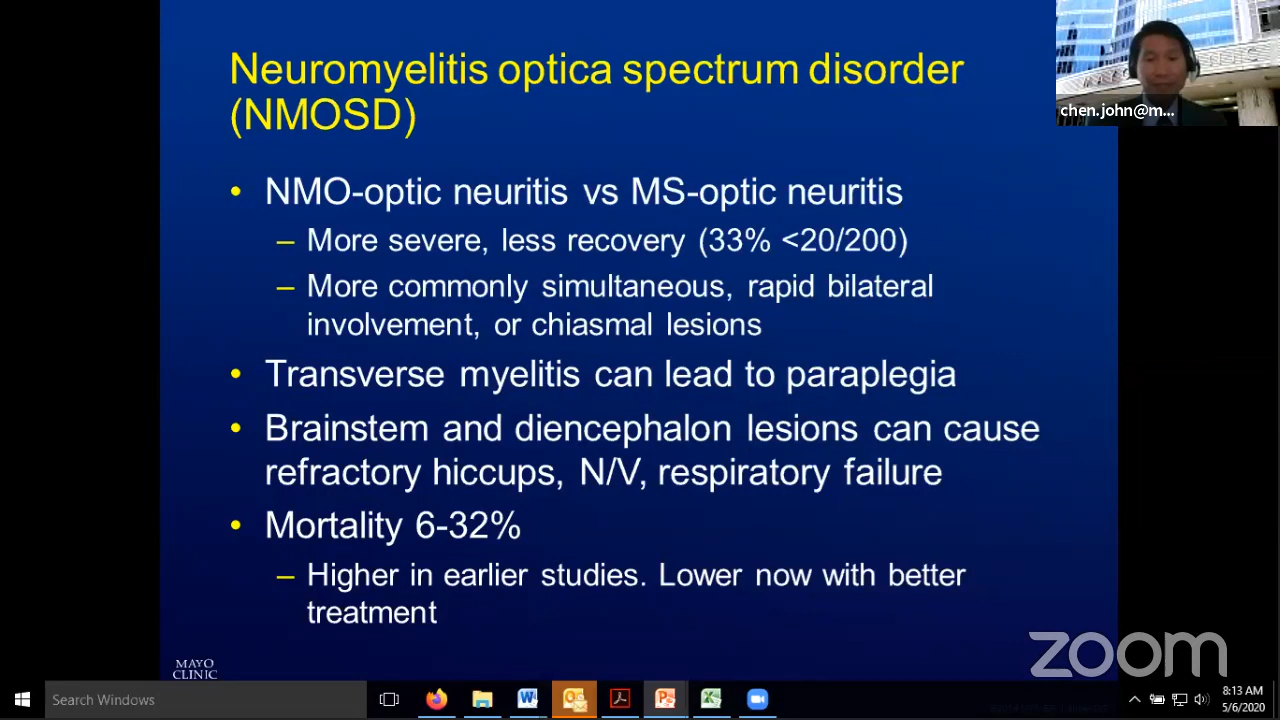 Neuromyelitis optica spectrum disorder
(NMOSD)
chen.john@m...
• NMO-optic neuritis vs MS-optic neuritis
– More severe, less recovery (33% <20/200)
– More commonly simultaneous, rapid bilateral
involvement, or chiasmal lesions
• Transverse myelitis can lead to paraplegia
• Brainstem and diencephalon lesions can cause
refractory hiccups, N/V, respiratory failure
• Mortality 6-32%
– Higher in earlier studies. Lower now with better
treatment
MAYO
CLINIC
zoom
Search Windows
8:13 AM
5/6/2020